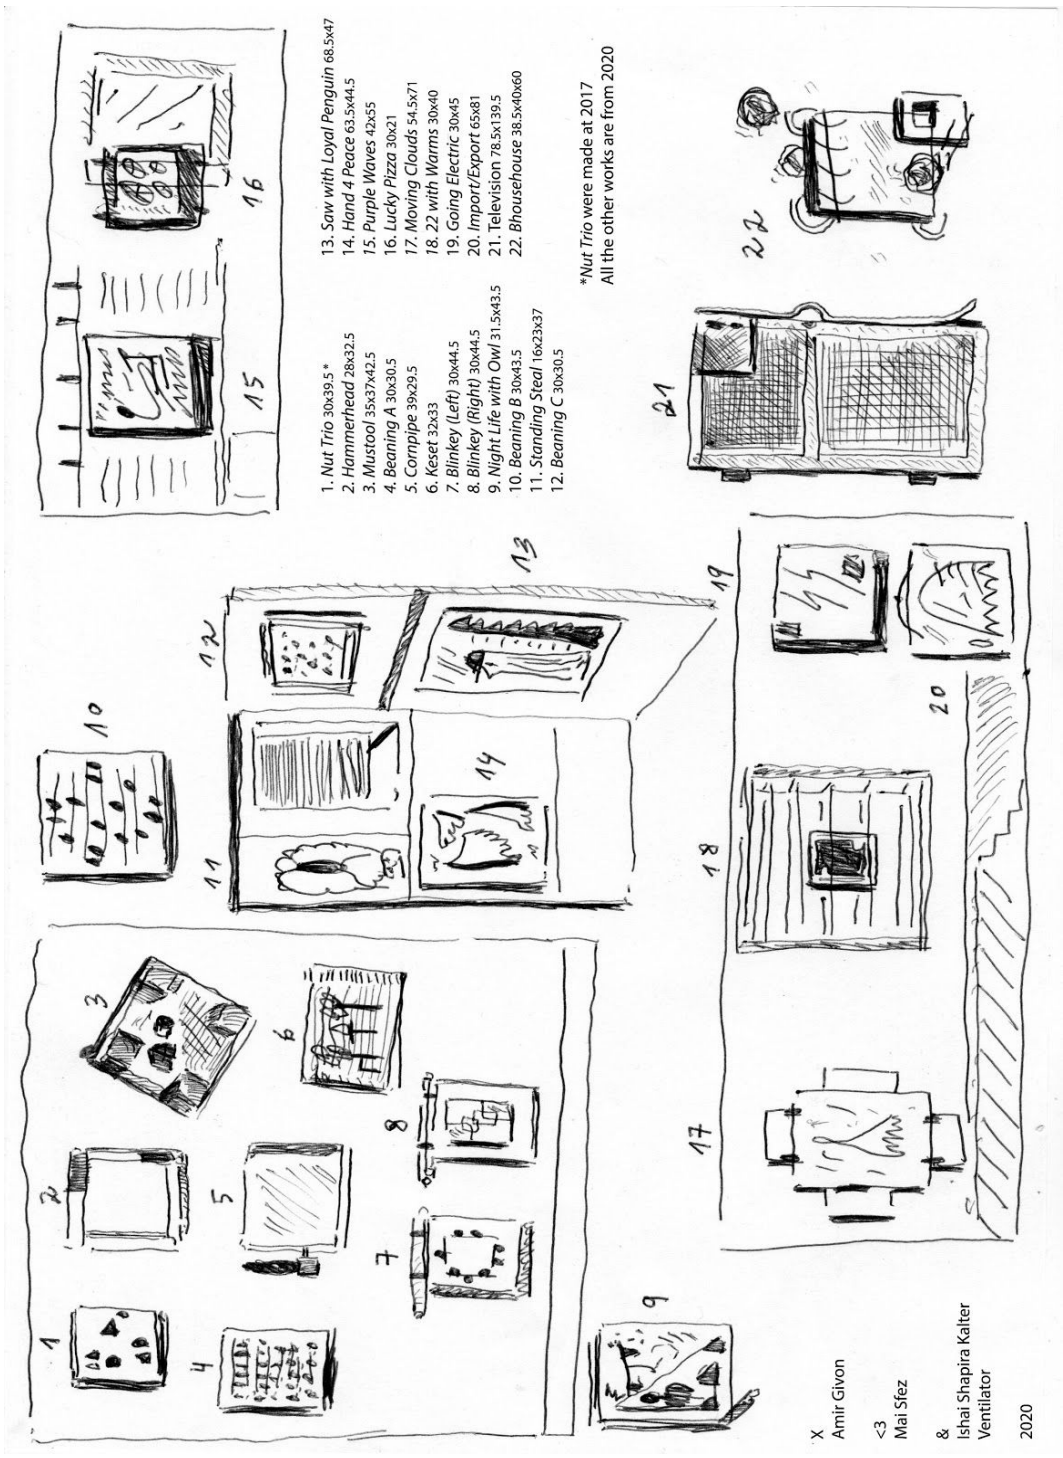 1
2
3
4
5
6
7
8
9
10
11
12
13
14
15
16
17
18
19
20
21
22
1. Nut Trio 30x39.5*
2. Hammerhead 28x32.5
3. Mustool 35x37x42.5
4. Beaning A 30x30.5
5. Cornpipe 39x29.5
6. Keset 32x33
7. Blinkey (Left) 30x44.5
8. Blinkey (Right) 30x44.5
9. Night Life with Owl 31.5x43.5
10. Beaning B 30x43.5
11. Standing Steal 16x23x37
12. Beaning C 30x30.5
13. Saw with Loyal Penguin 68.5x47
14. Hand 4 Peace 63.5x44.5
15. Purple Waves 42x55
16. Lucky Pizza 30x21
17. Moving Clouds 54.5x71
18. 22 with Warms 30x40
19. Going Electric 30x45
20. Import/Export 65x81
21. Television 78.5x139.5
22. Bhousehouse 38.5x40x60
*Nut Trio were made at 2017
All the other works are from 2020
X
Amir Givon
<3
Mai Sfez
&
Ishai Shapira Kalter
Ventilator
2020